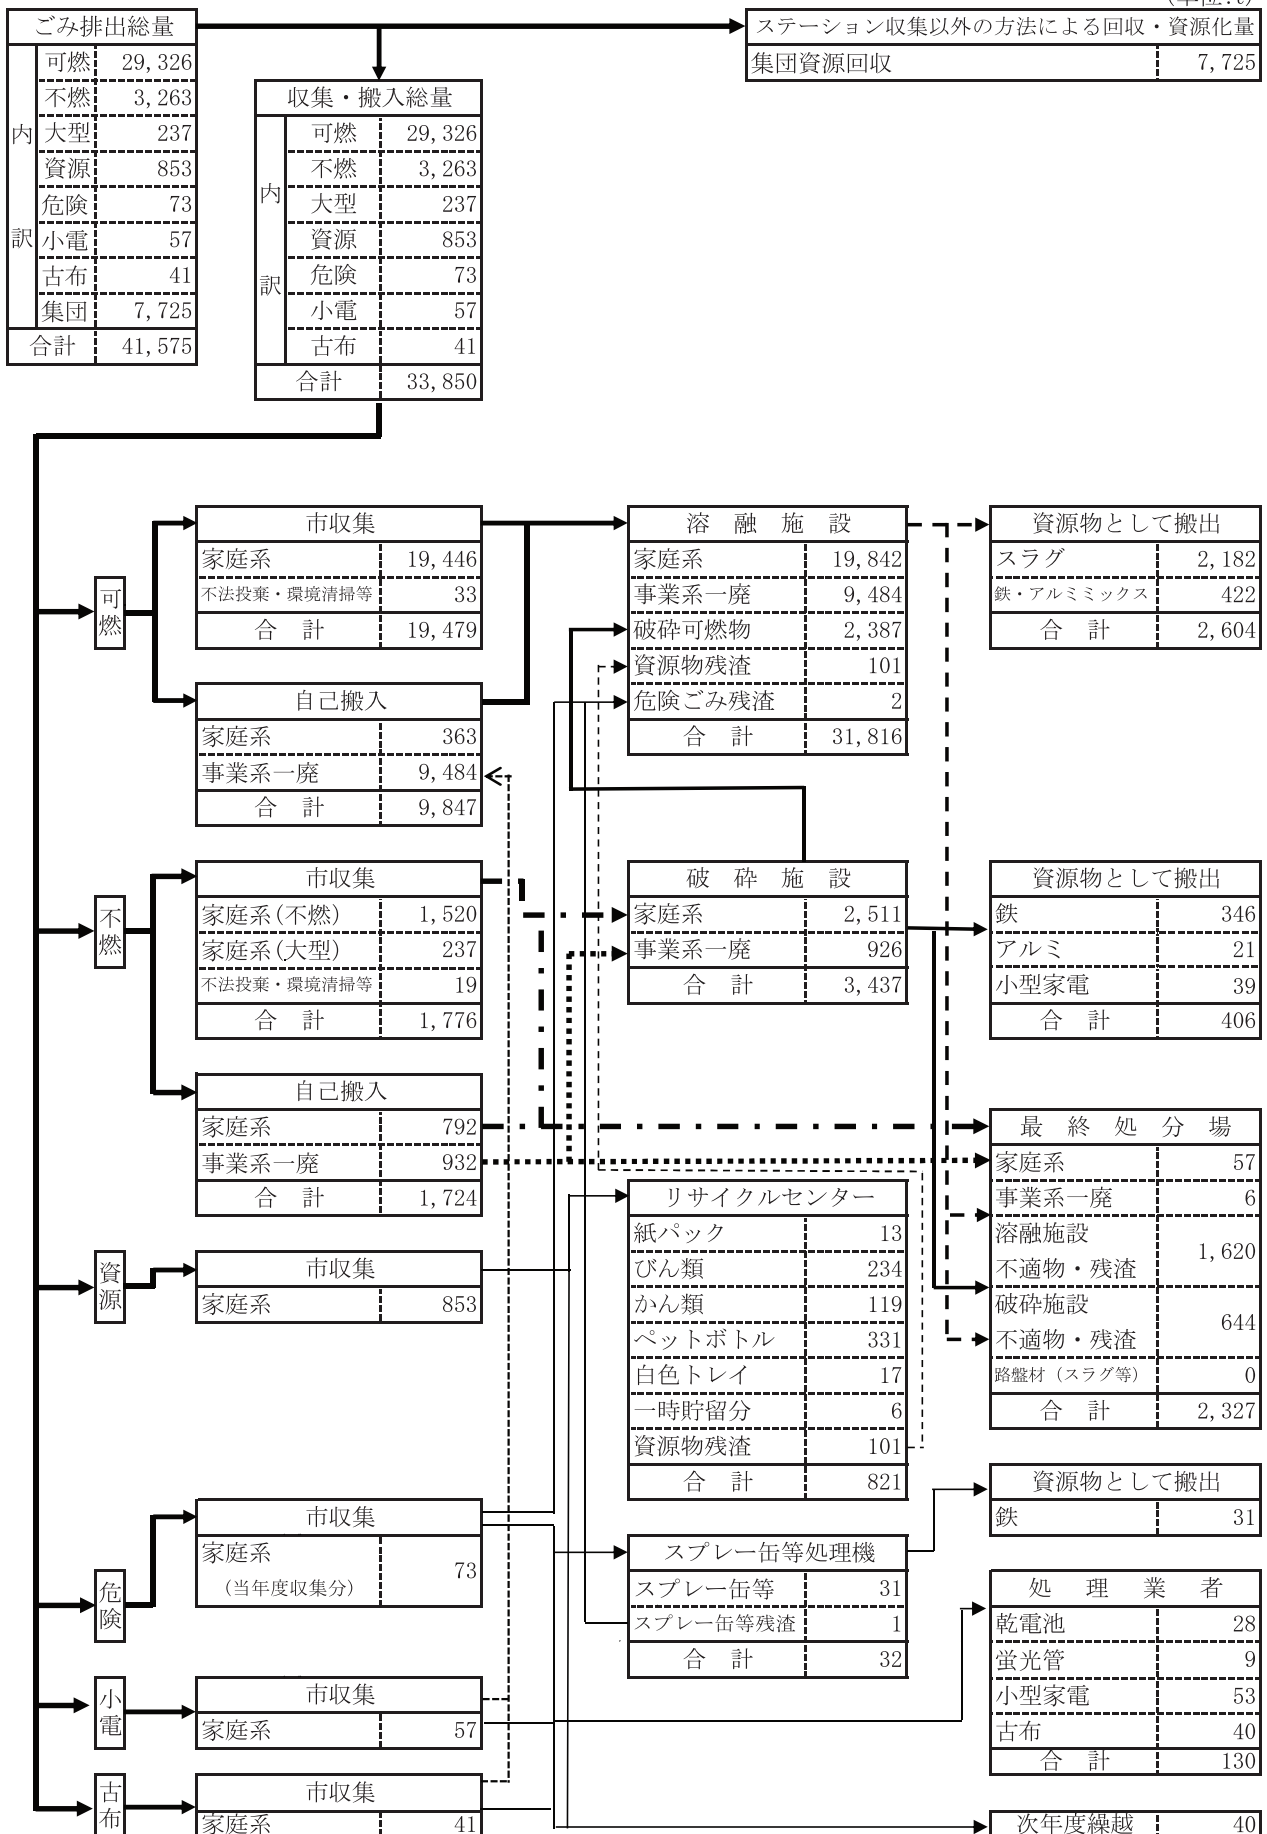 ごみ排出総量
内訳
可燃 29,326
不燃 3,263
大型 237
資源 853
危険 73
小電 57
古布 41
集団 7,725
合計 41,575
ステーション収集以外の方法による回収・資源化量
集団資源回収 7,725
収集・搬入総量
内訳
可燃 29,326
不燃 3,263
大型 237
資源 853
危険 73
小電 57
古布 41
合計 33,850
可燃
市収集
家庭系 19,446
不法投棄・環境清掃等 33
合 計 19,479
自己搬入
家庭系 363
事業系一廃 9,484
合 計 9,847
溶 融 施 設
家庭系 19,842
事業系一廃 9,484
破砕可燃物 2,387
資源物残渣 101
危険ごみ残渣 2
合 計 31,816
資源物として搬出
スラグ 2,182
鉄・アルミミックス 422
合 計 2,604
不燃
市収集
家庭系(不燃) 1,520
家庭系(大型) 237
不法投棄・環境清掃等 19
合 計 1,776
自己搬入
家庭系 792
事業系一廃 932
合 計 1,724
破 砕 施 設
家庭系 2,511
事業系一廃 926
合 計 3,437
資源物として搬出
鉄 346
アルミ 21
小型家電 39
合 計 406
最 終 処 分 場
家庭系 57
事業系一廃 6
溶融施設
不適物・残渣 1,620
破砕施設
不適物・残渣 644
路盤材（スラグ等） 0
合 計 2,327
資源
市収集
家庭系 853
リサイクルセンター
紙パック 13
びん類 234
かん類 119
ペットボトル 331
白色トレイ 17
一時貯留分 6
資源物残渣 101
合 計 821
資源物として搬出
鉄 31
危険
市収集
家庭系
（当年度収集分） 73
スプレー缶等処理機
スプレー缶等 31
スプレー缶等残渣 1
合 計 32
処 理 業 者
乾電池 28
蛍光管 9
小型家電 53
古布 40
合 計 130
小電
市収集
家庭系 57
古布
市収集
家庭系 41
次年度繰越 40